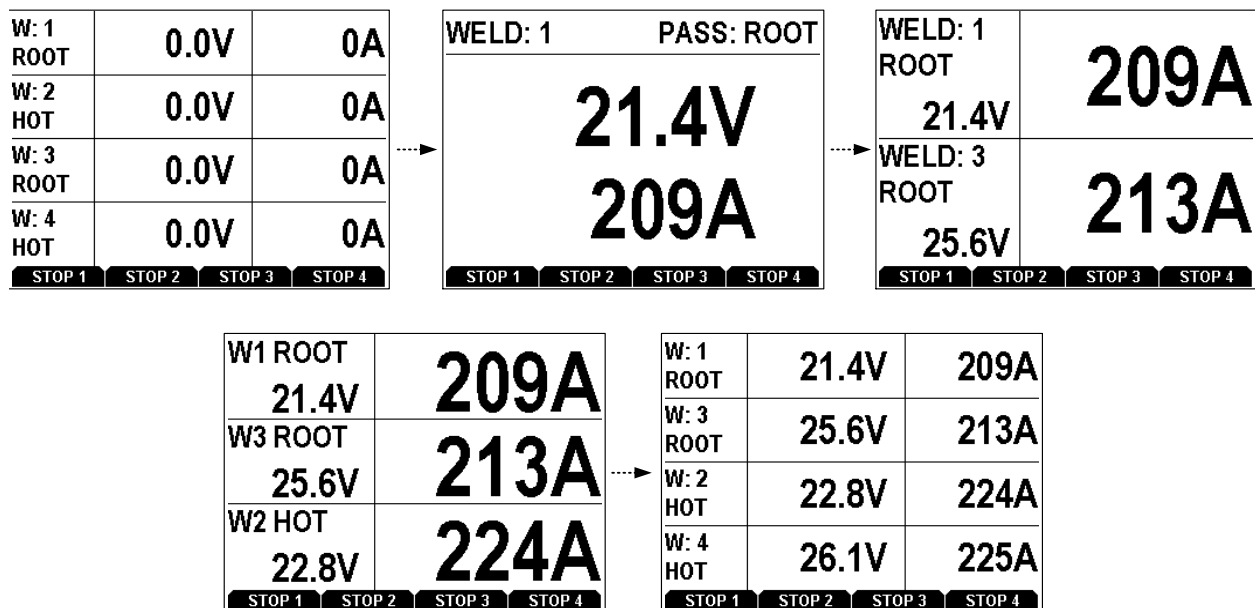 W: 1
ROOT
0.0V
0A
W: 2
HOT
0.0V
0A
W: 3
ROOT
0.0V
0A
W: 4
HOT
0.0V
0A
STOP 1 STOP 2 STOP 3 STOP 4
WELD: 1 PASS: ROOT
21.4V
209A
STOP 1 STOP 2 STOP 3 STOP 4
WELD: 1
ROOT
21.4V
209A
WELD: 3
ROOT
25.6V
213A
STOP 1 STOP 2 STOP 3 STOP 4
W1 ROOT
21.4V
209A
W3 ROOT
25.6V
213A
W2 HOT
22.8V
224A
STOP 1 STOP 2 STOP 3 STOP 4
W: 1
ROOT
21.4V
209A
W: 3
ROOT
25.6V
213A
W: 2
HOT
22.8V
224A
W: 4
HOT
26.1V
225A
STOP 1 STOP 2 STOP 3 STOP 4